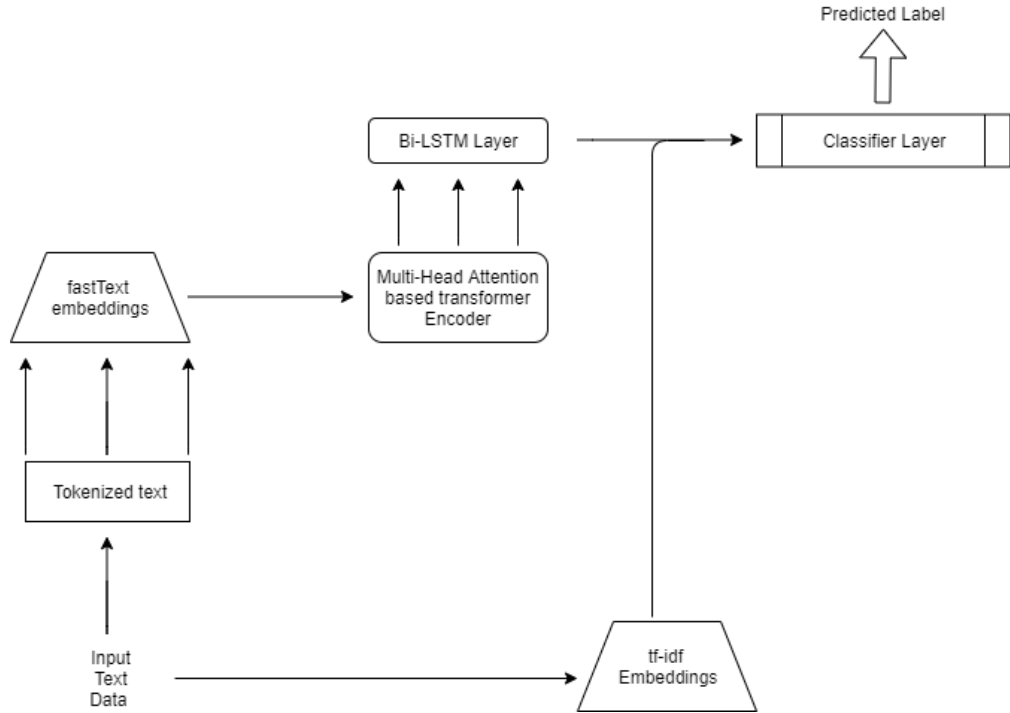 Predicted Label
Bi-LSTM Layer
Classifier Layer
fastText
embeddings
Multi-Head Attention
based transformer
Encoder
Tokenized text
Input
Text
Data
tf-idf
Embeddings